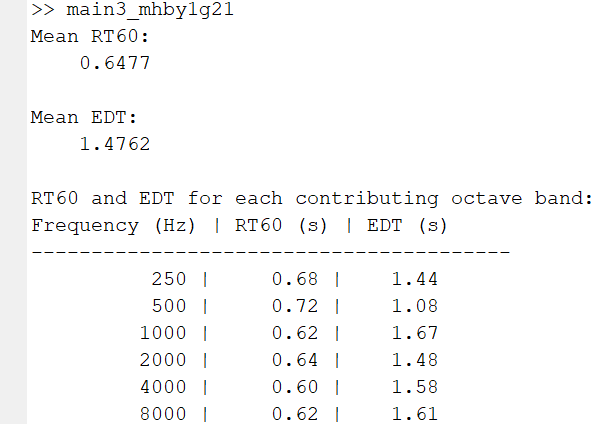 >> main3_mhby1g21
Mean RT60:
    0.6477
Mean EDT:
    1.4762
RT60 and EDT for each contributing octave band:
Frequency (Hz) | RT60 (s) | EDT (s)
----------------------------------------
          250 |     0.68 |    1.44
          500 |     0.72 |    1.08
         1000 |     0.62 |    1.67
         2000 |     0.64 |    1.48
         4000 |     0.60 |    1.58
         8000 |     0.62 |    1.61